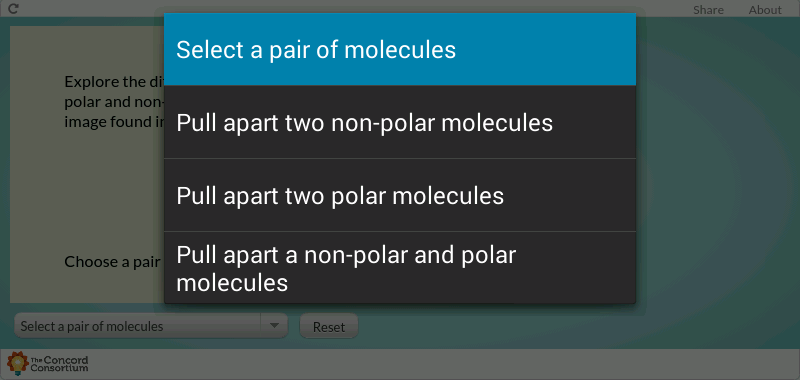 Share About
Select a pair of molecules
Explore the
polar and non-
image found
Pull apart two non-polar molecules
Pull apart two polar molecules
Pull apart a non-polar and polar
molecules
Choose a pair
Select a pair of molecules
Reset
The Concord
Consortium